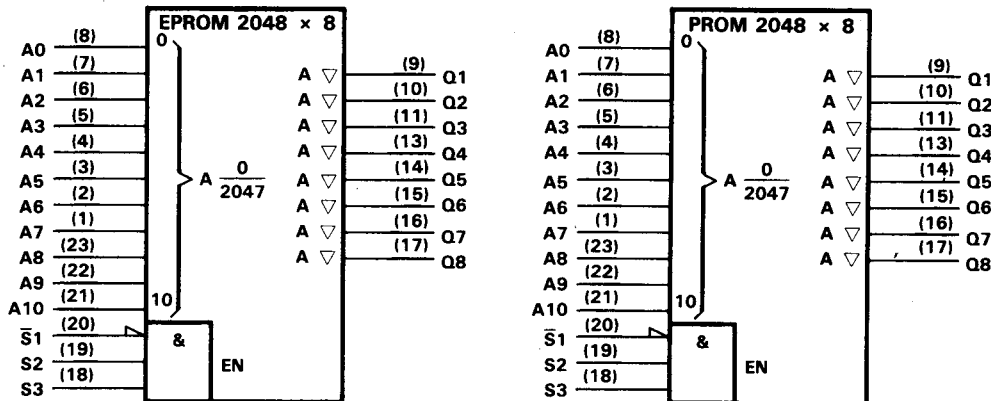 EPROM 2048 × 8
0
A0 (8)
A1 (7)
A2 (6)
A3 (5)
A4 (4)
A5 (3)
A6 (2)
A7 (1)
A8 (23)
A9 (22)
A10 (21)
10
A 0
2047
S̅1 (20)
S2 (19)
S3 (18)
&
EN
A ▽ (9) Q1
A ▽ (10) Q2
A ▽ (11) Q3
A ▽ (13) Q4
A ▽ (14) Q5
A ▽ (15) Q6
A ▽ (16) Q7
A ▽ (17) Q8
PROM 2048 × 8
0
A0 (8)
A1 (7)
A2 (6)
A3 (5)
A4 (4)
A5 (3)
A6 (2)
A7 (1)
A8 (23)
A9 (22)
A10 (21)
10
A 0
2047
S̅1 (20)
S2 (19)
S3 (18)
&
EN
A ▽ (9) Q1
A ▽ (10) Q2
A ▽ (11) Q3
A ▽ (13) Q4
A ▽ (14) Q5
A ▽ (15) Q6
A ▽ (16) Q7
A ▽ (17) Q8